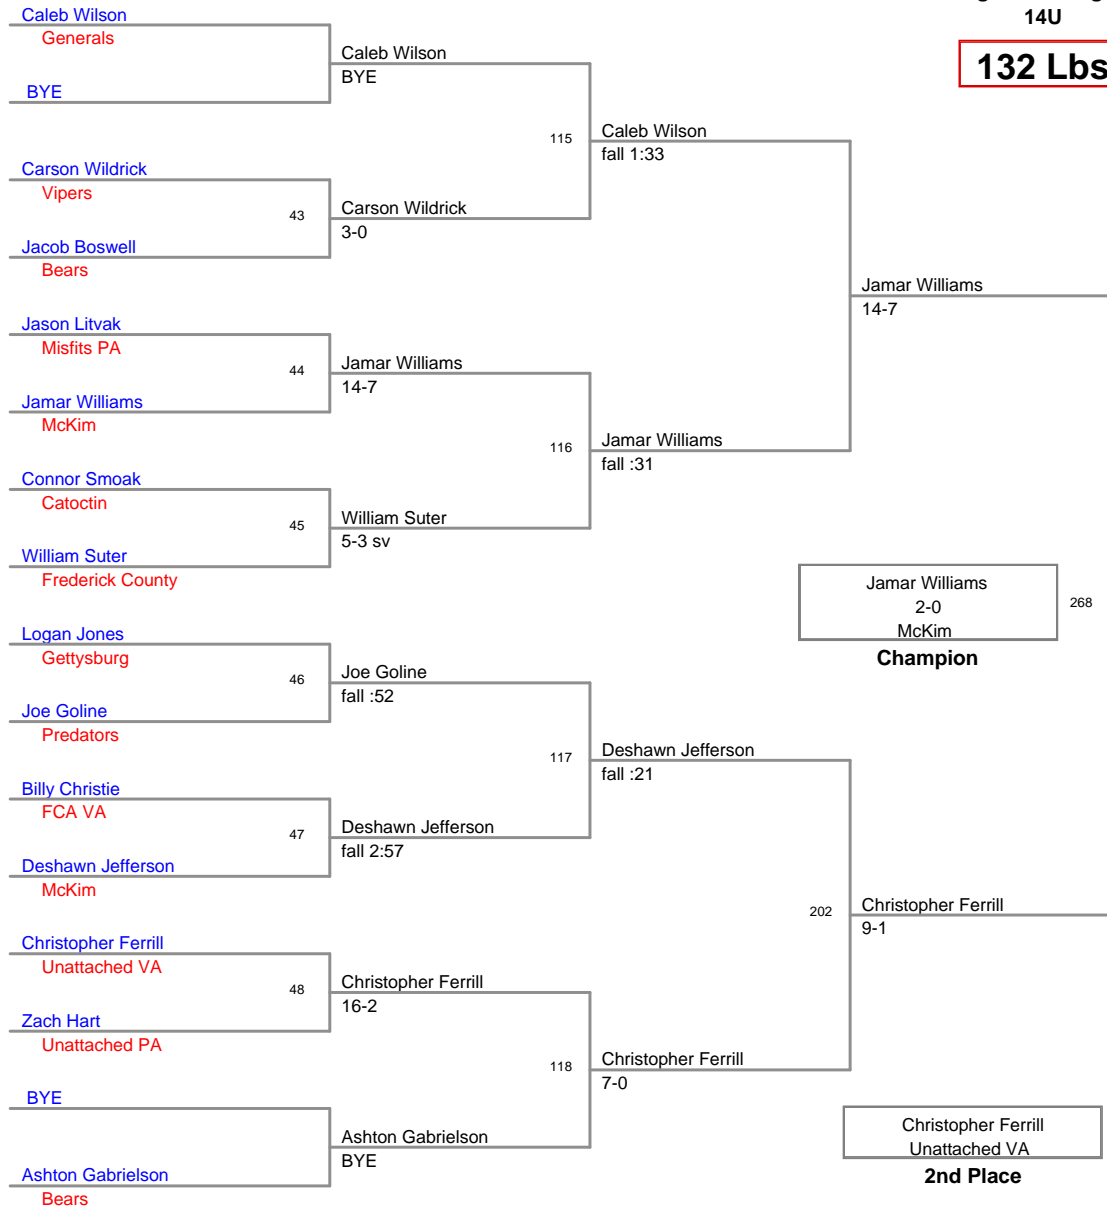 14U
132 Lbs
Caleb Wilson
Generals
BYE
Caleb Wilson
BYE
Carson Wildrick
Vipers
43
Jacob Boswell
Bears
Carson Wildrick
3-0
115
Caleb Wilson
fall 1:33
Jason Litvak
Misfits PA
44
Jamar Williams
McKim
Jamar Williams
14-7
Connor Smoak
Catoctin
45
William Suter
Frederick County
William Suter
5-3 sv
116
Jamar Williams
fall :31
Jamar Williams
14-7
Logan Jones
Gettysburg
46
Joe Goline
Predators
Joe Goline
fall :52
Billy Christie
FCA VA
47
Deshawn Jefferson
McKim
Deshawn Jefferson
fall 2:57
117
Deshawn Jefferson
fall :21
Christopher Ferrill
Unattached VA
48
Zach Hart
Unattached PA
Christopher Ferrill
16-2
BYE
Ashton Gabrielson
Bears
Ashton Gabrielson
BYE
118
Christopher Ferrill
7-0
202
Christopher Ferrill
9-1
Jamar Williams
2-0
McKim
268
Champion
Christopher Ferrill
Unattached VA
2nd Place